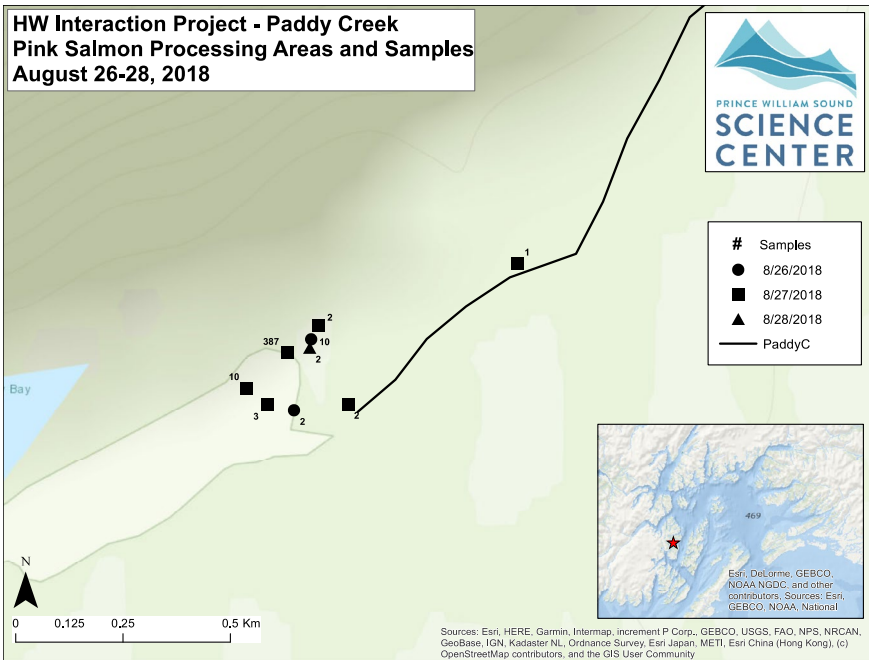 HW Interaction Project - Paddy Creek
Pink Salmon Processing Areas and Samples
August 26-28, 2018
PRINCE WILLIAM SOUND
SCIENCE
CENTER
# Samples
8/26/2018
8/27/2018
8/28/2018
PaddyC
1
2
10
387
2
10
3
2
2
Bay
469
Esri, DeLorme, GEBCO,
NOAA NGDC, and other
contributors, Sources: Esri,
GEBCO, NOAA, National
N
0 0.125 0.25 0.5 Km
Sources: Esri, HERE, Garmin, Intermap, increment P Corp., GEBCO, USGS, FAO, NPS, NRCAN,
GeoBase, IGN, Kadaster NL, Ordnance Survey, Esri Japan, METI, Esri China (Hong Kong), (c)
OpenStreetMap contributors, and the GIS User Community